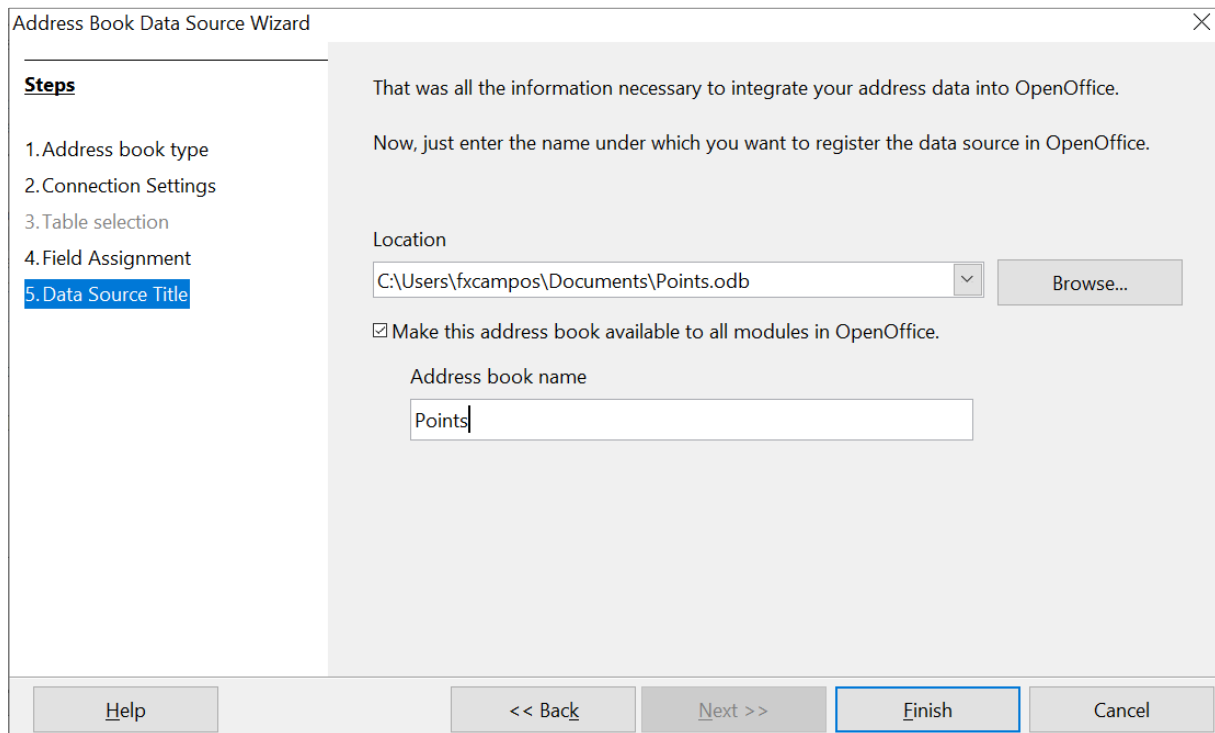 Address Book Data Source Wizard
Steps
1.Address book type
2.Connection Settings
3.Table selection
4.Field Assignment
5.Data Source Title
That was all the information necessary to integrate your address data into OpenOffice.
Now, just enter the name under which you want to register the data source in OpenOffice.
Location
C:\Users\fxcampos\Documents\Points.odb
Browse...
Make this address book available to all modules in OpenOffice.
Address book name
Points
Help
<< Back
Next >>
Finish
Cancel